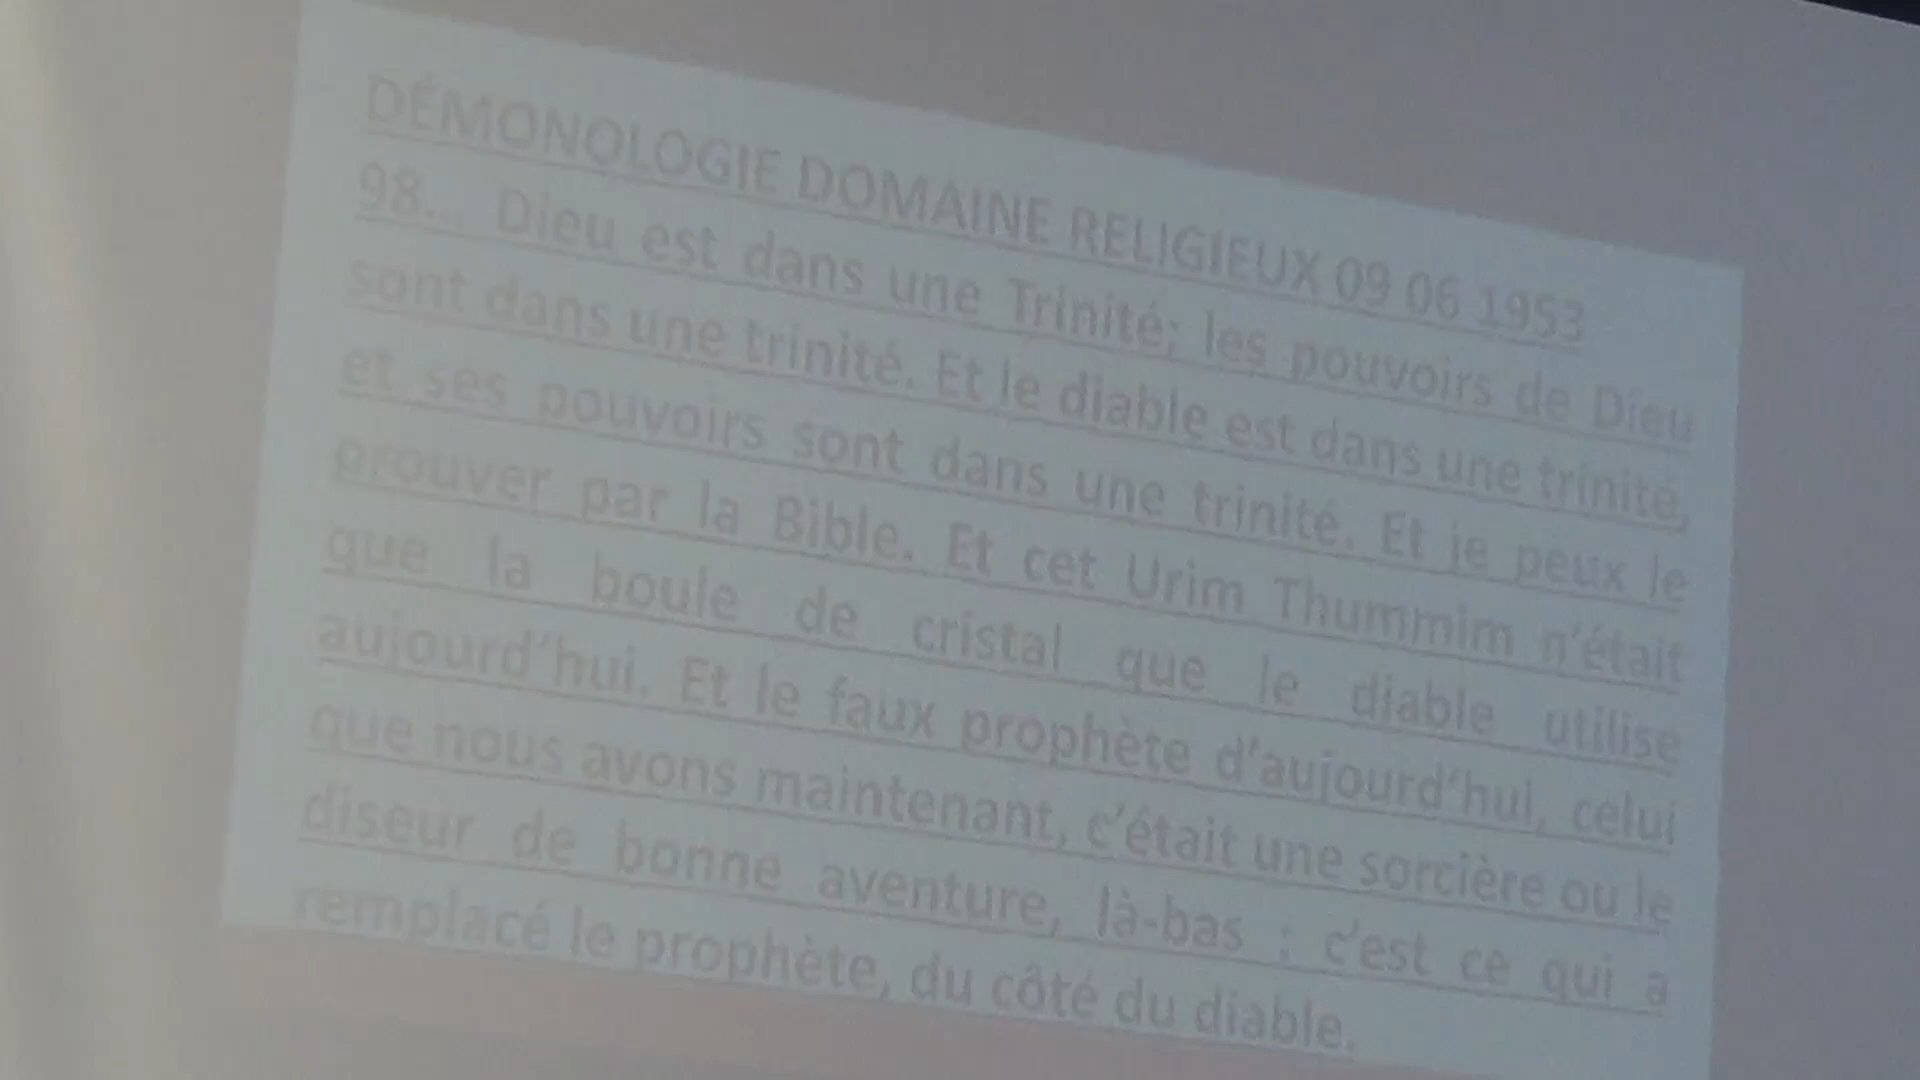 DÉMONOLOGIE DOMAINE RELIGIEUX 09 06 1953
98... Dieu est dans une Trinité; les pouvoirs de Dieu
sont dans une trinité. Et le diable est dans une trinité,
et ses pouvoirs sont dans une trinité. Et je peux le
prouver par la Bible. Et cet Urim Thummim n'était
que la boule de cristal que le diable utilise
aujourd'hui. Et le faux prophète d'aujourd'hui, celui
que nous avons maintenant, c'était une sorcière ou le
diseur de bonne aventure, là-bas ; c'est ce qui a
remplacé le prophète, du côté du diable.